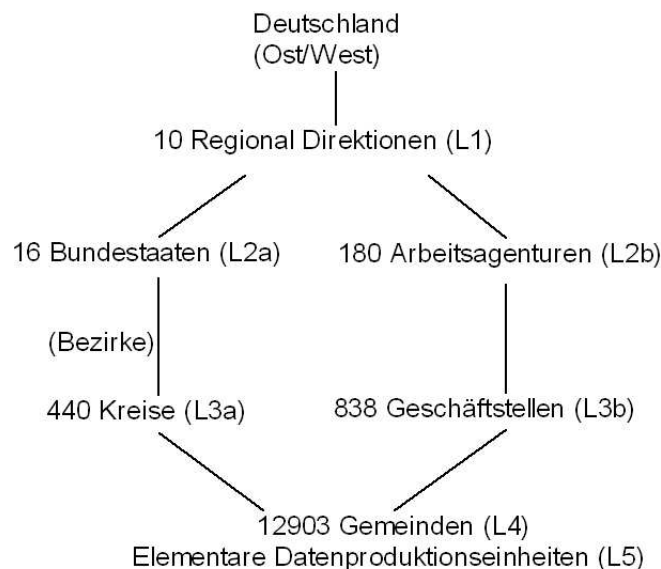 Deutschland
(Ost/West)
10 Regional Direktionen (L1)
16 Bundestaaten (L2a)
180 Arbeitsagenturen (L2b)
(Bezirke)
440 Kreise (L3a)
838 Geschäftstellen (L3b)
12903 Gemeinden (L4)
Elementare Datenproduktionseinheiten (L5)